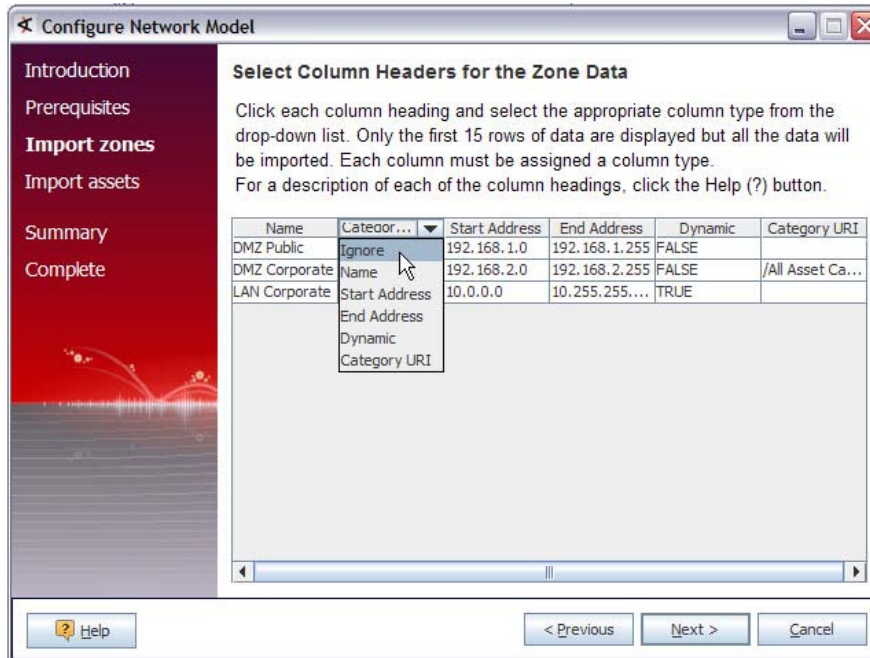 Configure Network Model
Introduction
Prerequisites
Import zones
Import assets
Summary
Complete
Select Column Headers for the Zone Data
Click each column heading and select the appropriate column type from the
drop-down list. Only the first 15 rows of data are displayed but all the data will
be imported. Each column must be assigned a column type.
For a description of each of the column headings, click the Help (?) button.
Name Categor... Start Address End Address Dynamic Category URI
DMZ Public 192.168.1.0 192.168.1.255 FALSE
DMZ Corporate 192.168.2.0 192.168.2.255 FALSE /All Asset Ca...
LAN Corporate 10.0.0.0 10.255.255.... TRUE
Ignore
Name
Start Address
End Address
Dynamic
Category URI
? Help
< Previous Next > Cancel